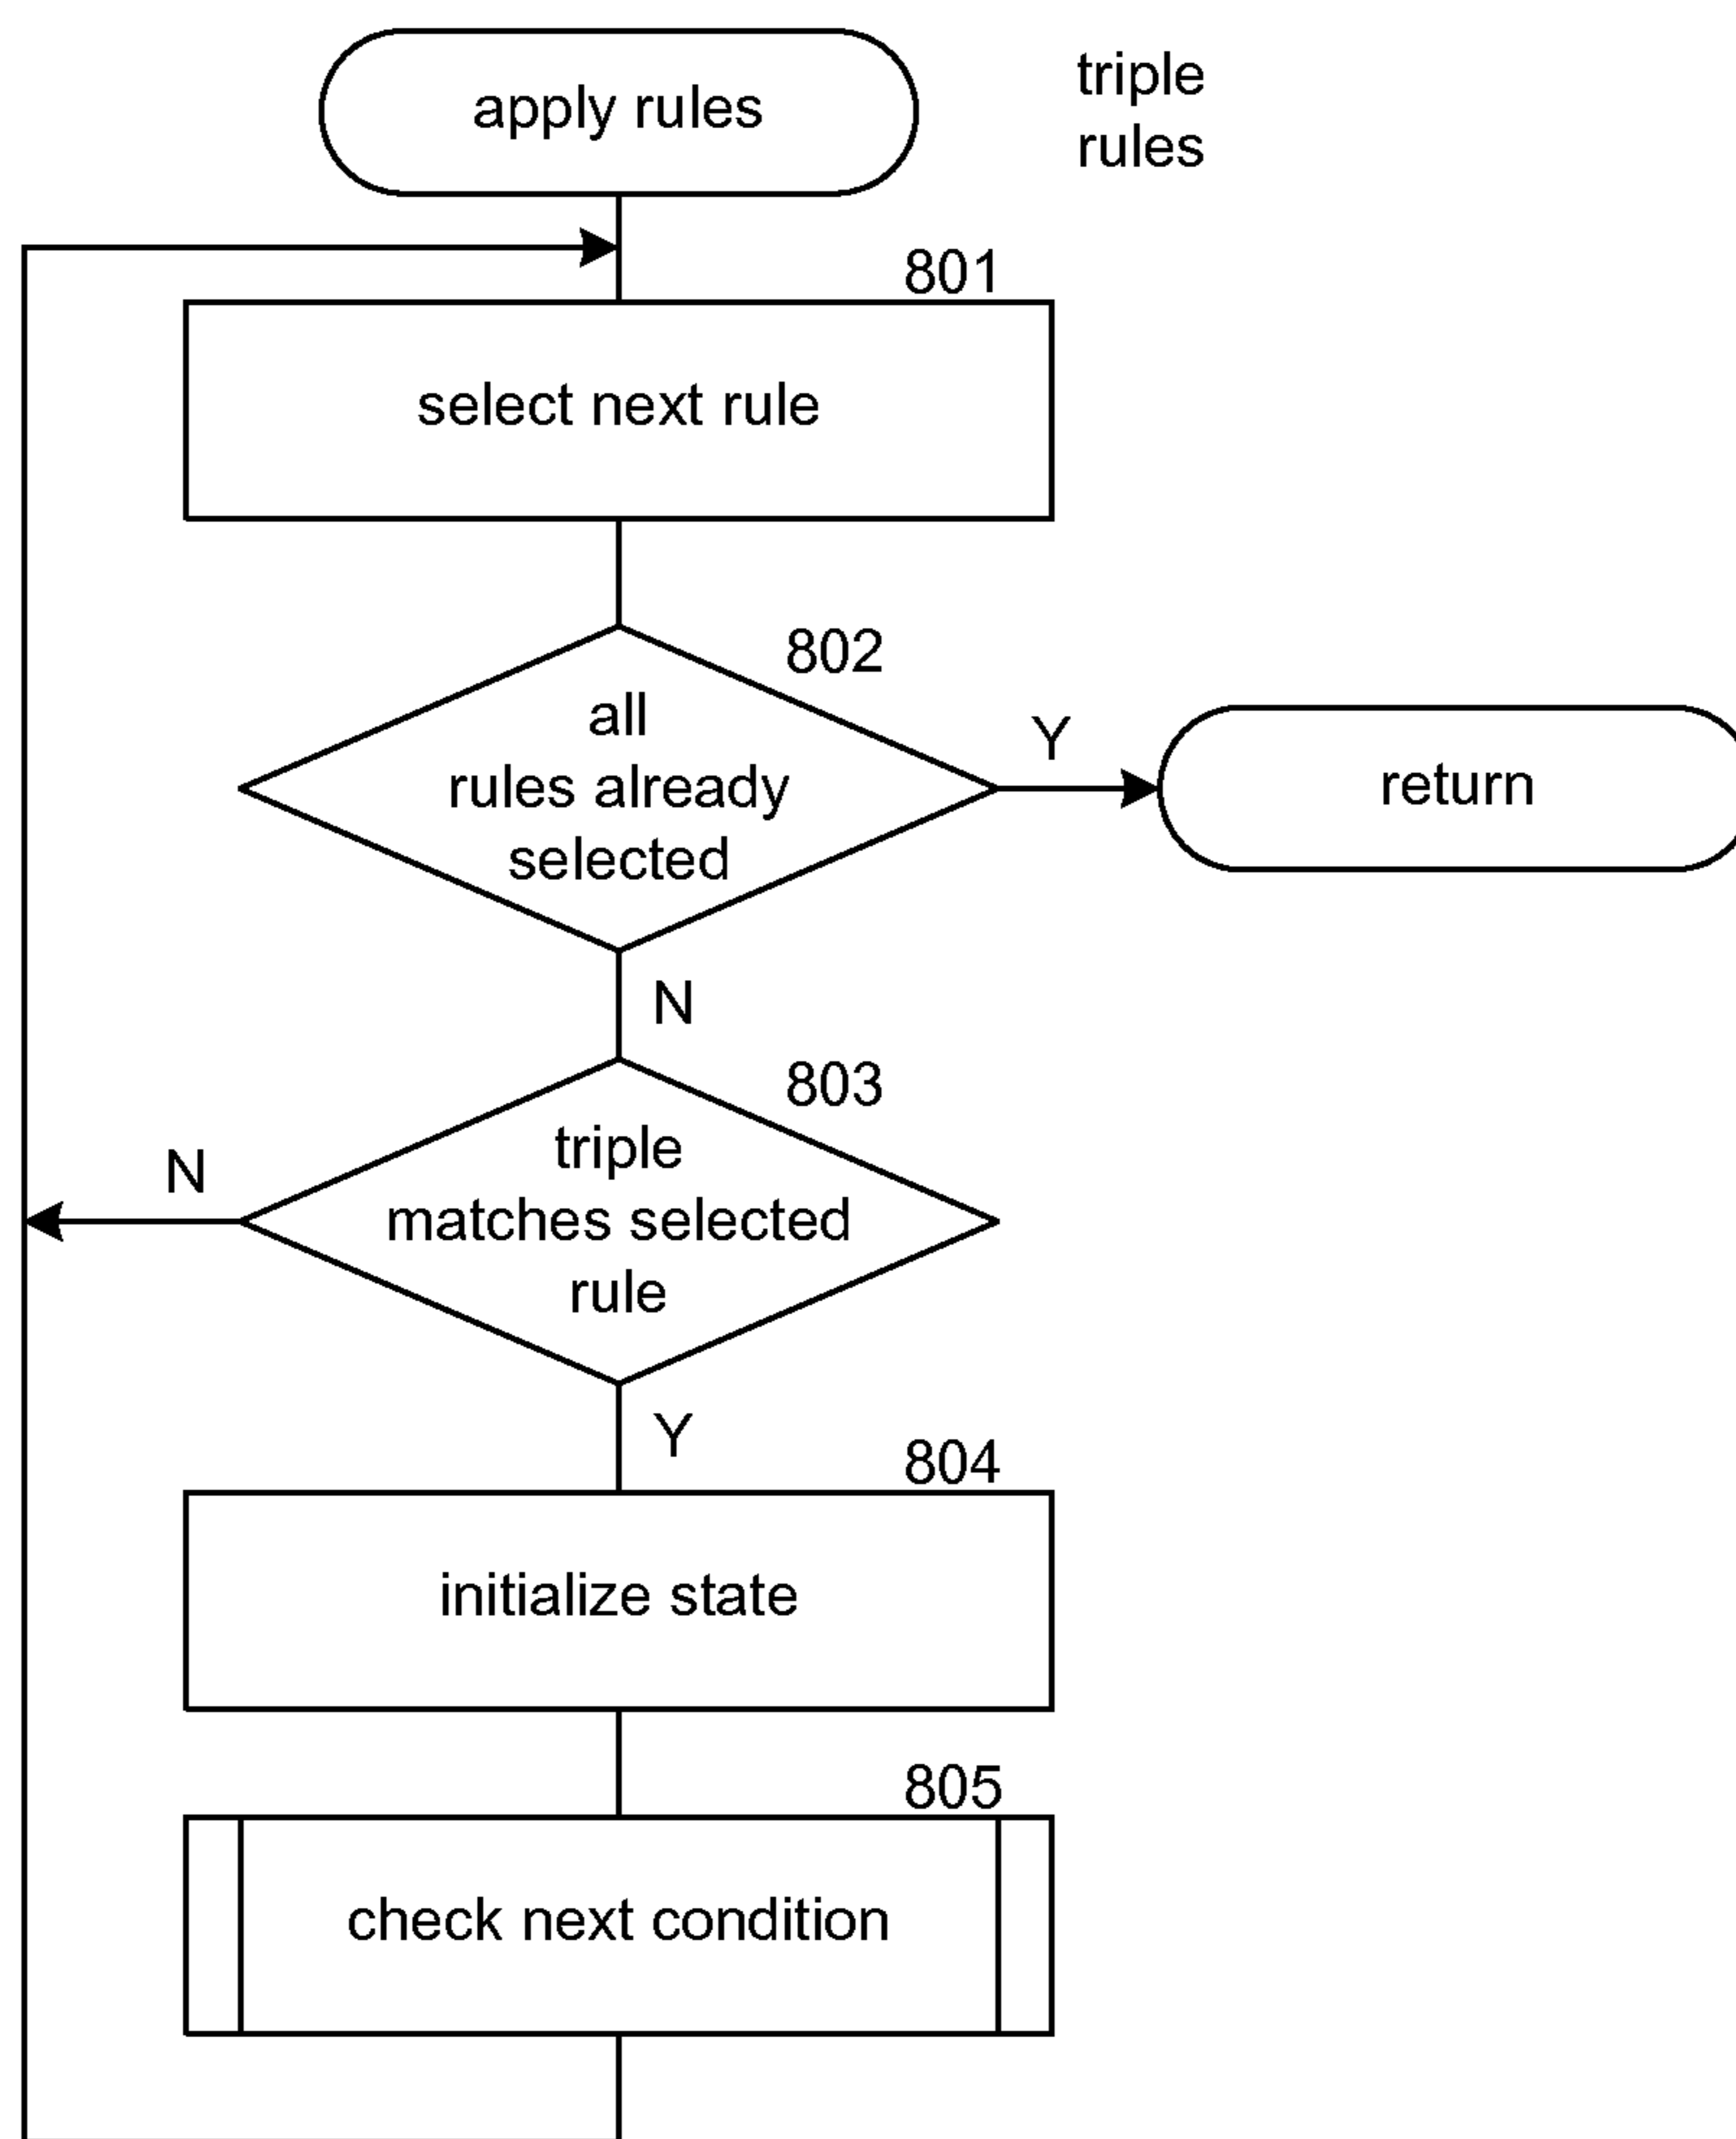 apply rules
triple
rules
801
select next rule
802
all
rules already
selected
Y
return
N
803
triple
matches selected
rule
N
Y
804
initialize state
805
check next condition